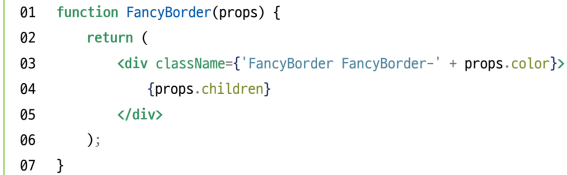 01 function FancyBorder(props) {
02     return (
03         <div className={'FancyBorder FancyBorder-' + props.color}>
04             {props.children}
05         </div>
06     );
07 }